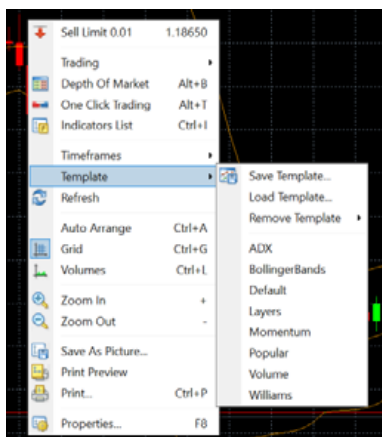 Sell Limit 0.01 1.18650
Trading
Depth Of Market Alt+B
One Click Trading Alt+T
Indicators List Ctrl+I
Timeframes
Template
Refresh
Auto Arrange Ctrl+A
Grid Ctrl+G
Volumes Ctrl+L
Zoom In +
Zoom Out -
Save As Picture...
Print Preview
Print... Ctrl+P
Properties... F8
Save Template...
Load Template...
Remove Template
ADX
BollingerBands
Default
Layers
Momentum
Popular
Volume
Williams